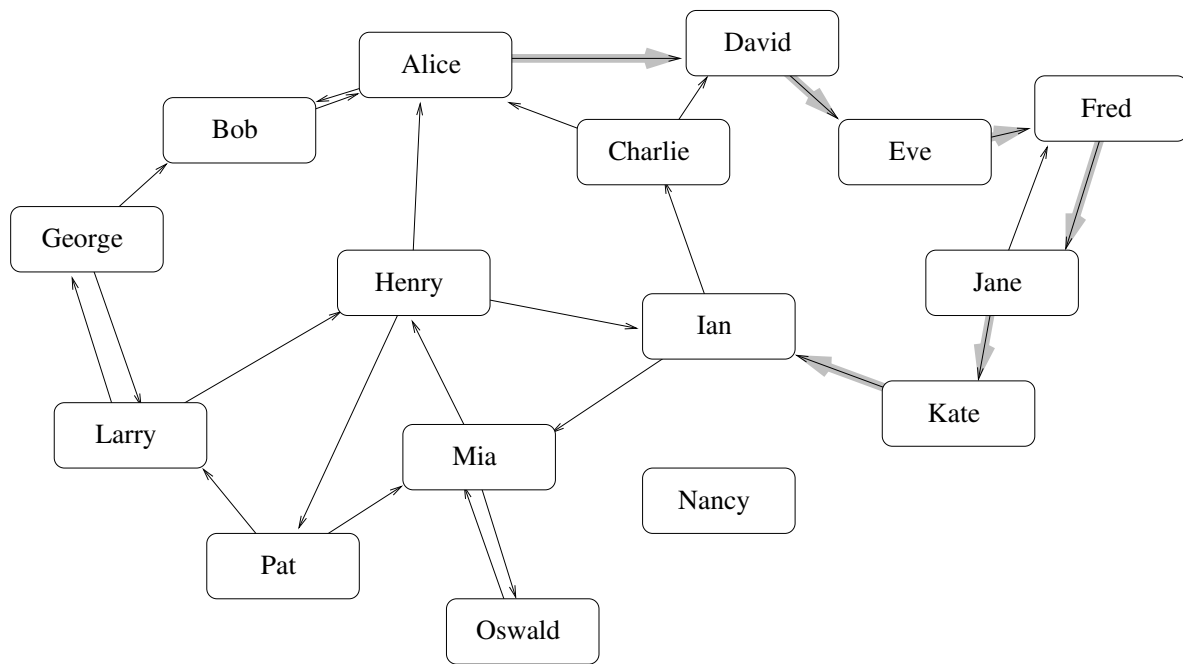 David
Alice
Fred
Bob
Charlie
Eve
George
Henry
Jane
Ian
Kate
Larry
Mia
Nancy
Pat
Oswald